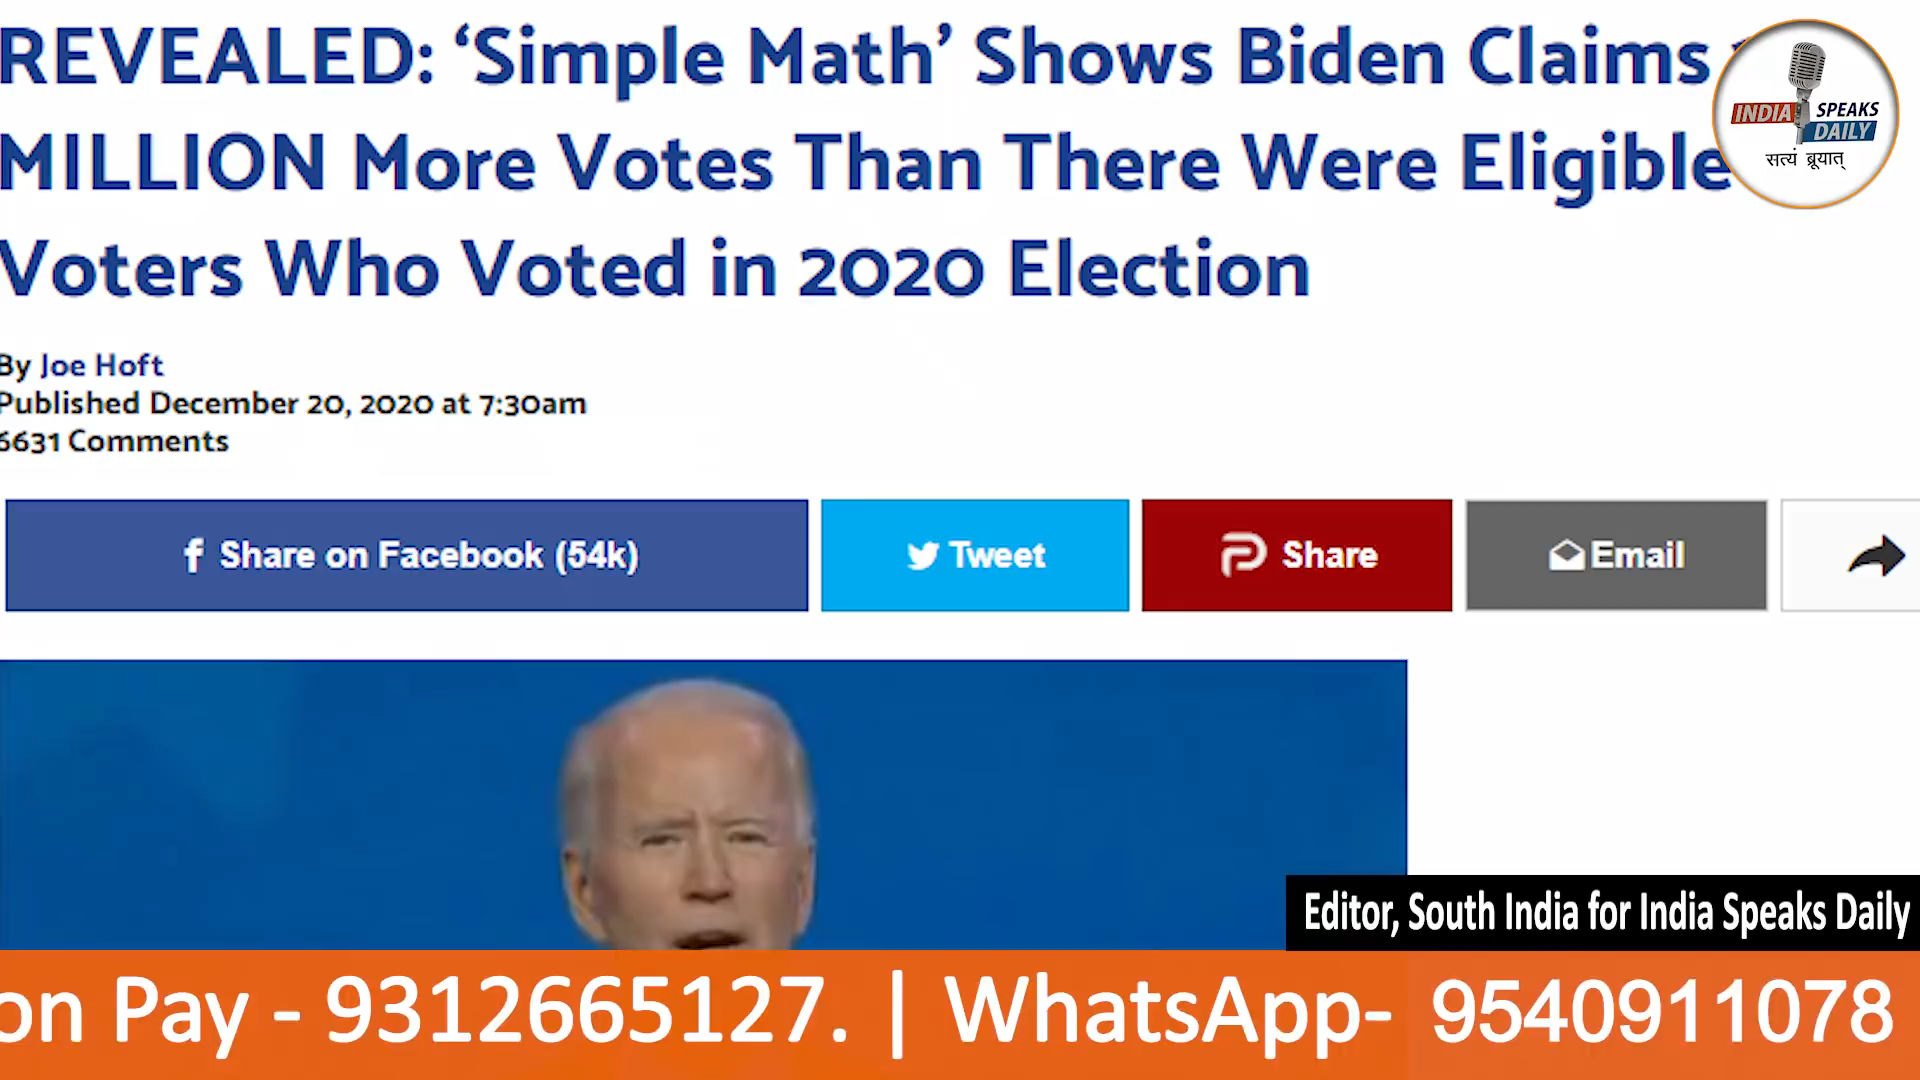 REVEALED: ‘Simple Math’ Shows Biden Claims
MILLION More Votes Than There Were Eligible
Voters Who Voted in 2020 Election
By Joe Hoft
Published December 20, 2020 at 7:30am
6631 Comments
f Share on Facebook (54k)
Tweet
Share
Email
INDIA SPEAKS
DAILY
सत्यं ब्रूयात्
Editor, South India for India Speaks Daily
on Pay - 9312665127. | WhatsApp- 9540911078